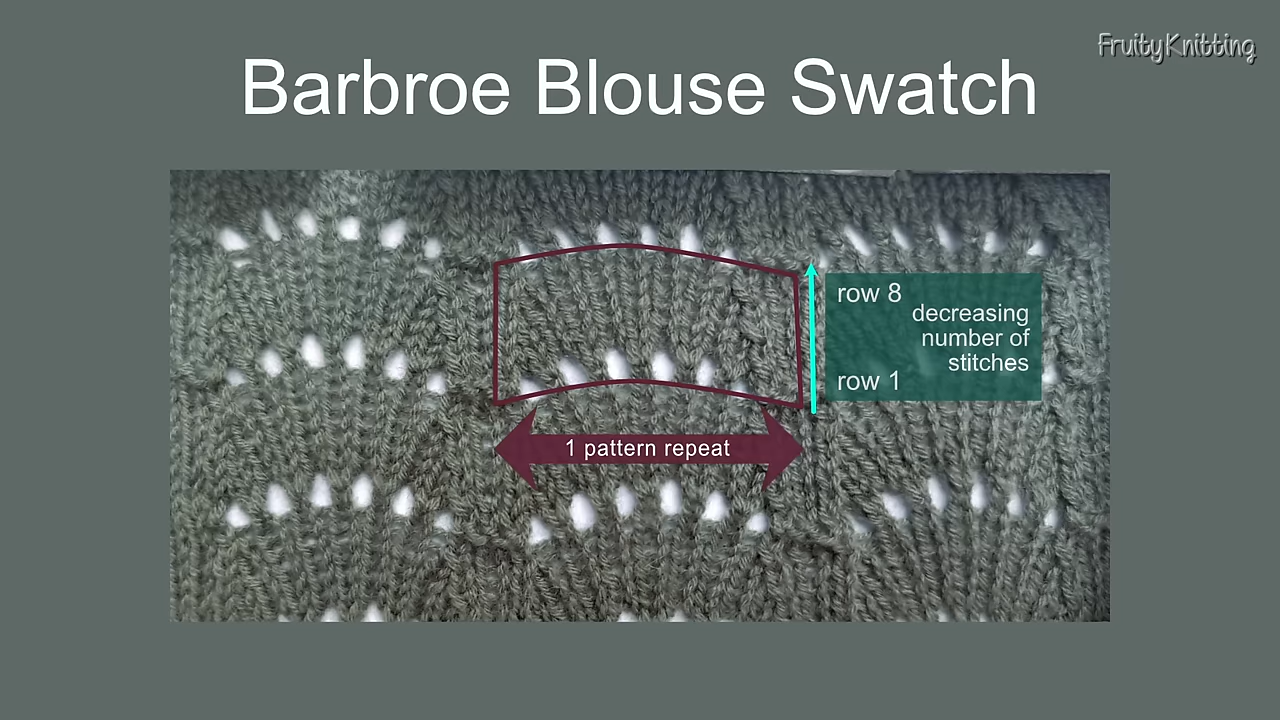 FruityKnitting
Barbroe Blouse Swatch
row 8
decreasing
number of
stitches
row 1
1 pattern repeat